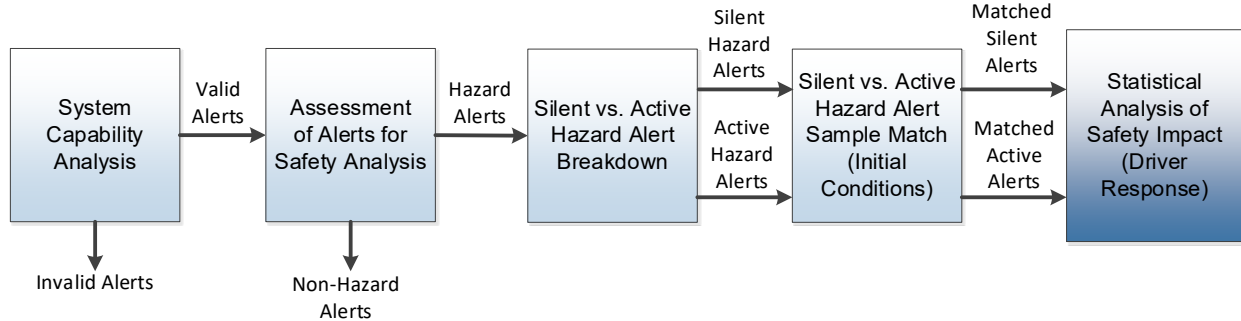 System
Capability
Analysis
Valid
Alerts
Invalid Alerts
Assessment
of Alerts for
Safety Analysis
Hazard
Alerts
Non-Hazard
Alerts
Silent vs. Active
Hazard Alert
Breakdown
Silent
Hazard
Alerts
Active
Hazard
Alerts
Silent vs. Active
Hazard Alert
Sample Match
(Initial
Conditions)
Matched
Silent
Alerts
Matched
Active
Alerts
Statistical
Analysis of
Safety Impact
(Driver
Response)